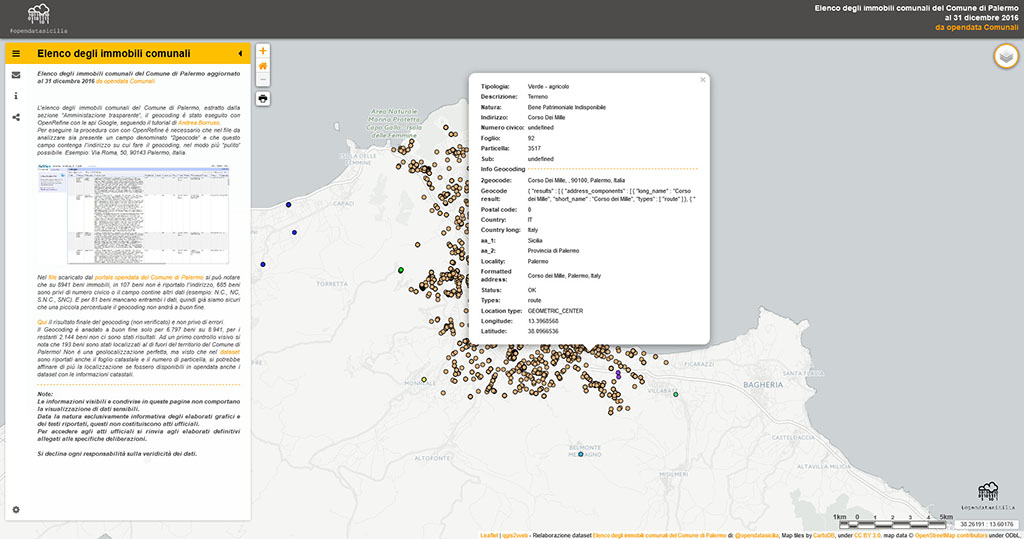 #opendatasicilia
Elenco degli immobili comunali del Comune di Palermo
al 31 dicembre 2016
da opendata Comunali
Elenco degli immobili comunali
Elenco degli immobili comunali del Comune di Palermo aggiornato
al 31 dicembre 2016 da opendata Comunali
L'elenco degli immobili comunali del Comune di Palermo, estratto dalla
sezione "Amministrazione trasparente", il geocoding è stato eseguito con
OpenRefine con le api Google, seguendo il tutorial di Andrea Borruso.
Per eseguire la procedura con con OpenRefine è necessario che nel file da
analizzare sia presente un campo denominato "2geocode" e che questo
campo contenga l'indirizzo su cui fare il geocoding, nel modo più "pulito"
possibile. Esempio: Via Roma, 50, 90143 Palermo, Italia.
Nel file scaricato dal portale opendata del Comune di Palermo si può notare
che su 8941 beni immobili, in 107 beni non è riportato l'indirizzo, 685 beni
sono privi di numero civico o il campo contine altri dati (esempio: N.C., NC,
S.N.C., SNC). E per 81 beni mancano entrambi i dati, quindi già siamo sicuri
che una piccola percentuale il geocoding non andrà a buon fine.
Qui il risultato finale del geocoding (non verificato) e non privo di errori.
Il Geocoding è andato a buon fine solo per 6.797 beni su 8.941, per i
restanti 2.144 beni non ci sono stati risultati. Ad un primo controllo visivo si
nota che 193 beni sono stati localizzati al di fuori del territorio del Comune di
Palermo! Non è una geolocalizzazione perfetta, ma visto che nel dataset
sono riportati anche il foglio catastale e il numero di particella, si potrebbe
affinare di più la localizzazione se fossero disponibili in opendata anche i
dataset con le informazioni catastali.
Note:
Le informazioni visibili e condivise in queste pagine non comportano
la visualizzazione di dati sensibili.
Data la natura esclusivamente informativa degli elaborati grafici e
dei testi riportati, questi non costituiscono atti ufficiali.
Per accedere agli atti ufficiali si rinvia agli elaborati definitivi
allegati alle specifiche deliberazioni.
Si declina ogni responsabilità sulla veridicità dei dati.
Tipologia: Verde - agricolo
Descrizione: Terreno
Natura: Bene Patrimoniale Indisponibile
Indirizzo: Corso Dei Mille
Numero civico: undefined
Foglio: 92
Particella: 3517
Sub: undefined
Info Geocoding
2geocode: Corso Dei Mille, , 90100, Palermo, Italia
Geocode result: { "results" : [ { "address_components" : [ { "long_name" : "Corso
dei Mille", "short_name" : "Corso dei Mille", "types" : [ "route" ] }, { "
Postal code: 0
Country: IT
Country long: Italy
aa_1: Sicilia
aa_2: Provincia di Palermo
Locality: Palermo
Formatted address: Corso dei Mille, Palermo, Italy
Status: OK
Types: route
Location type: GEOMETRIC_CENTER
Longitude: 13.3968568
Latitude: 38.0966536
Area Naturale
Marina Protetta
Capo Gallo - Isola
delle Femmine
ISOLA DELLE
FEMMINE
CAPACI
TORRETTA
MONREALE
ALTOFONTE
FICARAZZI
VILLABATE
BAGHERIA
SANTA FLAVIA
CASTELDACCIA
BELMONTE
MEZZAGNO
MISILMERI
ALTAVILLA MILICIA
opendatasicilia
1km 0 1 2 3 4 5km
38.26191 : 13.60176
Leaflet | qgis2web - Rielaborazione dataset Elenco degli immobili comunali del Comune di Palermo di: @opendatasicilia, Map tiles by CartoDB, under CC BY 3.0. map data © OpenStreetMap contributors under ODbL,